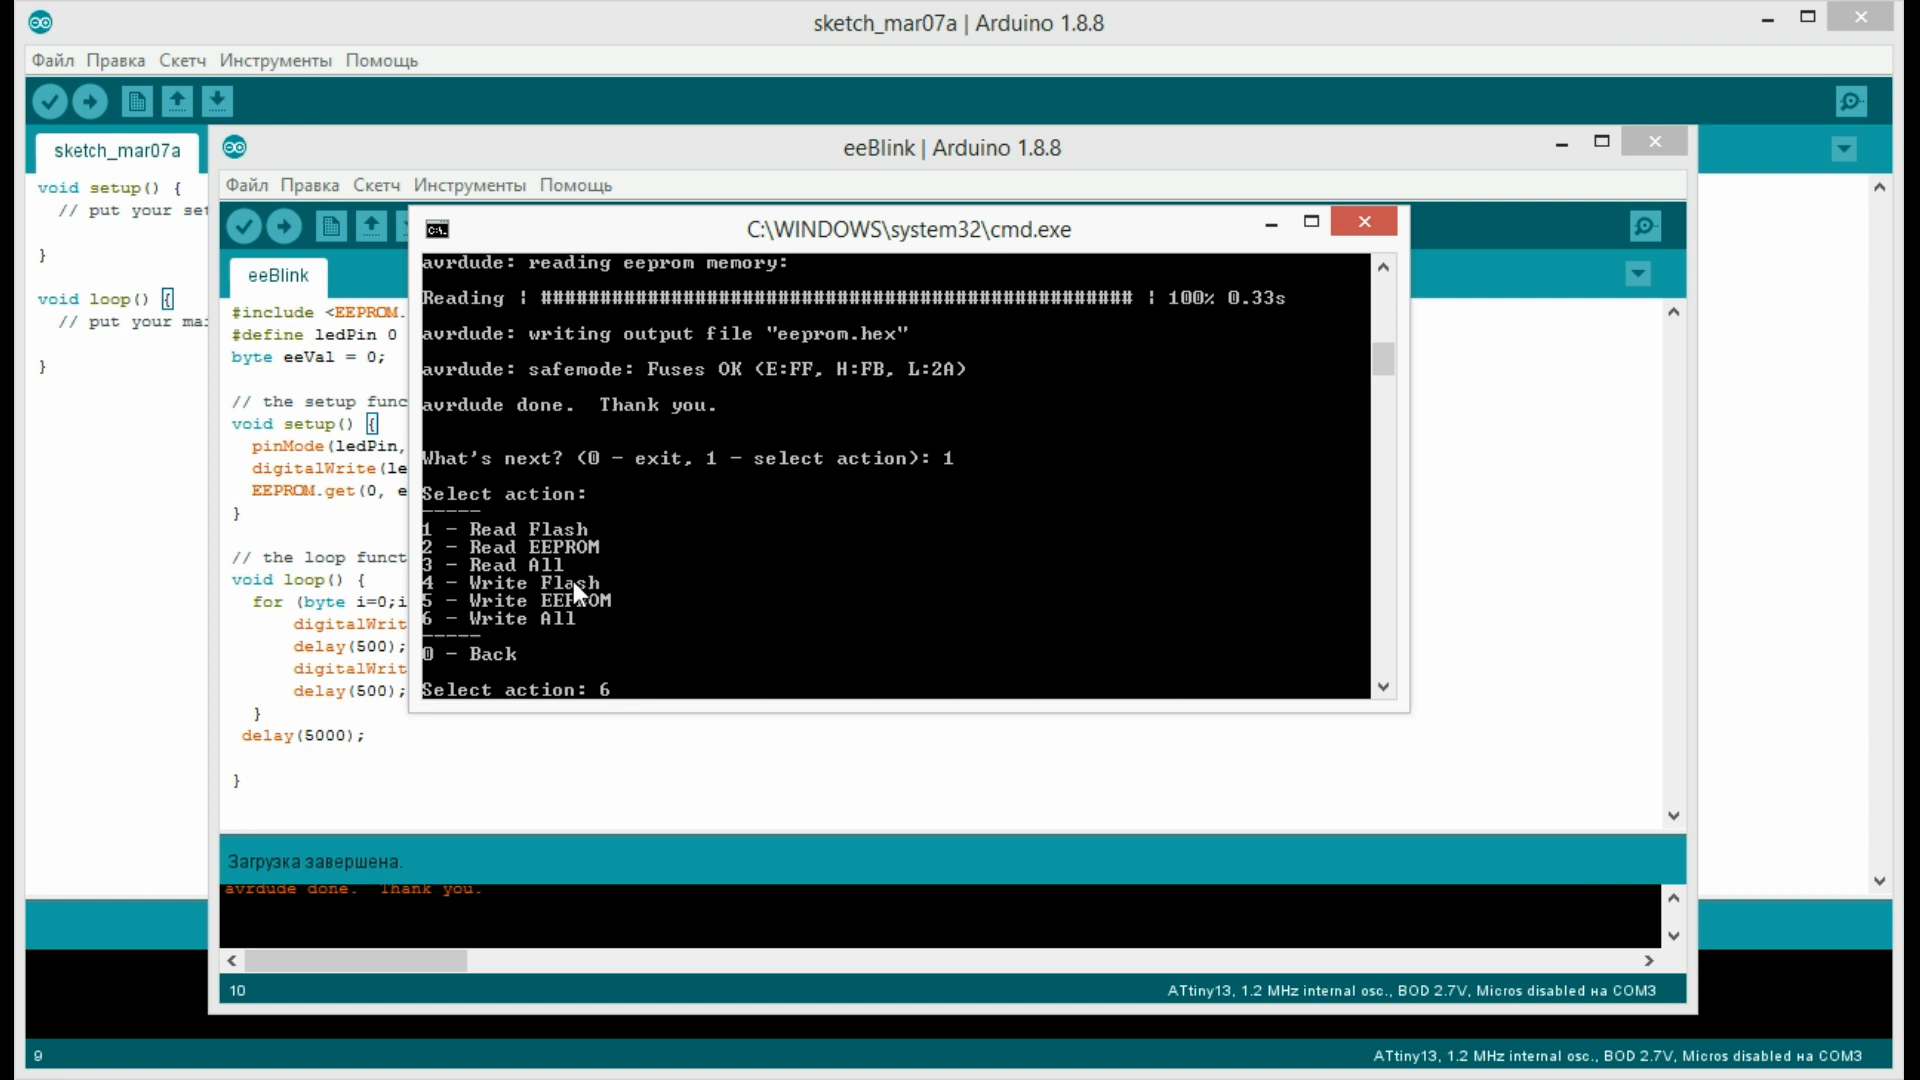 sketch_mar07a | Arduino 1.8.8
Файл Правка Скетч Инструменты Помощь
sketch_mar07a
void setup() {
// put your set
}
void loop() {
// put your mai
}
9
ATtiny13, 1.2 MHz internal osc., BOD 2.7V, Micros disabled на COM3
eeBlink | Arduino 1.8.8
Файл Правка Скетч Инструменты Помощь
eeBlink
#include <EEPROM.
#define ledPin 0
byte eeVal = 0;
// the setup func
void setup() {
pinMode(ledPin,
digitalWrite(le
EEPROM.get(0, e
}
// the loop funct
void loop() {
for (byte i=0;i
digitalWrit
delay(500);
digitalWrit
delay(500);
}
delay(5000);
}
Загрузка завершена.
avrdude done.  Thank you.
10
ATtiny13, 1.2 MHz internal osc., BOD 2.7V, Micros disabled на COM3
C:\WINDOWS\system32\cmd.exe
avrdude: reading eeprom memory:
Reading | ################################################## | 100% 0.33s
avrdude: writing output file "eeprom.hex"
avrdude: safemode: Fuses OK (E:FF, H:FB, L:2A)
avrdude done.  Thank you.
What's next? (0 - exit, 1 - select action): 1
Select action:
-----
1 - Read Flash
2 - Read EEPROM
3 - Read All
4 - Write Flash
5 - Write EEPROM
6 - Write All
-----
0 - Back
Select action: 6